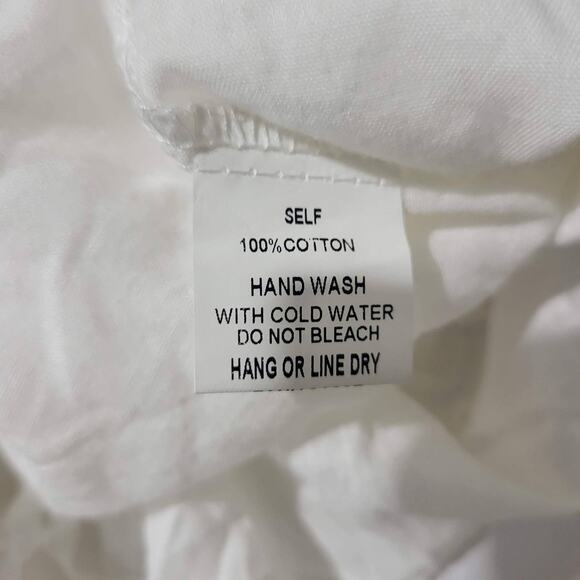 SELF
100%COTTON
HAND WASH
WITH COLD WATER
DO NOT BLEACH
HANG OR LINE DRY